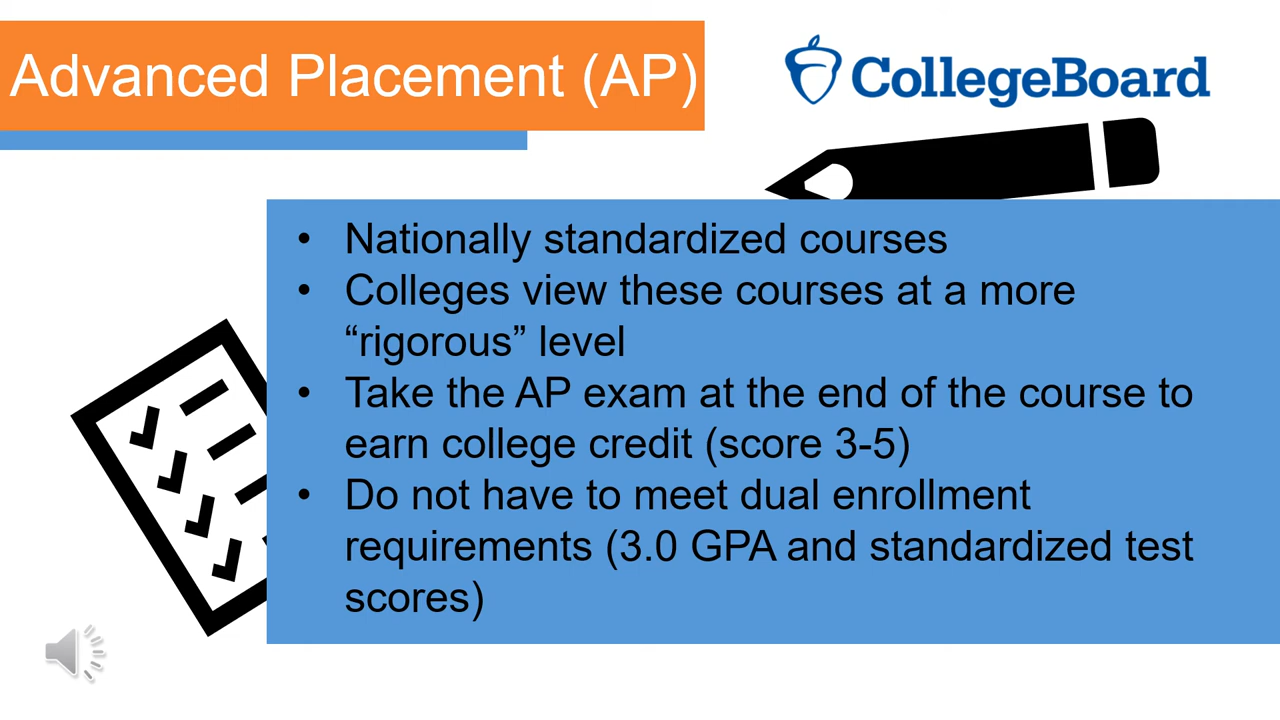 Advanced Placement (AP)
CollegeBoard
• Nationally standardized courses
• Colleges view these courses at a more
“rigorous” level
• Take the AP exam at the end of the course to
earn college credit (score 3-5)
• Do not have to meet dual enrollment
requirements (3.0 GPA and standardized test
scores)